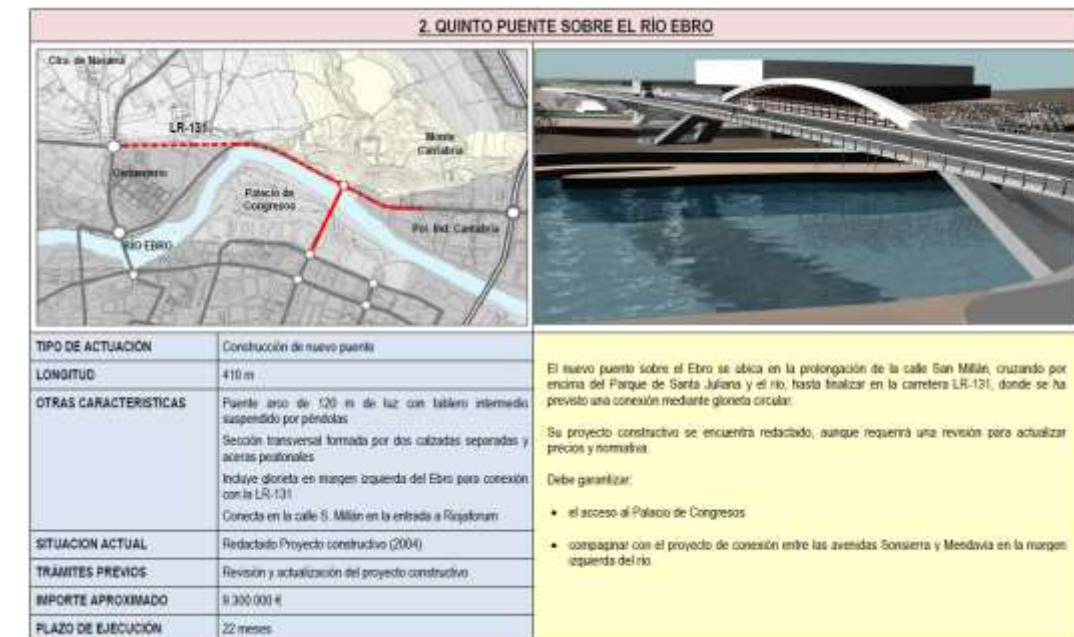 2. QUINTO PUENTE SOBRE EL RÍO EBRO
Ctra. de Navarra
LR-131
Monte
Cantabria
Cementerio
Palacio de
Congresos
Pol. Ind. Cantabria
RÍO EBRO
TIPO DE ACTUACIÓN
Construcción de nuevo puente
LONGITUD
410 m
OTRAS CARACTERISTICAS
Puente arco de 120 m de luz con tablero intermedio
suspendido por péndolas
Sección transversal formada por dos calzadas separadas y
aceras peatonales
Incluye glorieta en margen izquierda del Ebro para conexión
con la LR-131
Conecta en la calle S. Millán en la entrada a Riojaforum
SITUACION ACTUAL
Redactado Proyecto constructivo (2004)
TRÁMITES PREVIOS
Revisión y actualización del proyecto constructivo
IMPORTE APROXIMADO
9.300.000 €
PLAZO DE EJECUCIÓN
22 meses
El nuevo puente sobre el Ebro se ubica en la prolongación de la calle San Millán, cruzando por
encima del Parque de Santa Juliana y el río, hasta finalizar en la carretera LR-131, donde se ha
previsto una conexión mediante glorieta circular.
Su proyecto constructivo se encuentra redactado, aunque requerirá una revisión para actualizar
precios y normativa.
Debe garantizar:
• el acceso al Palacio de Congresos
• compaginar con el proyecto de conexión entre las avenidas Sonsierra y Mendavia en la margen
izquierda del río.